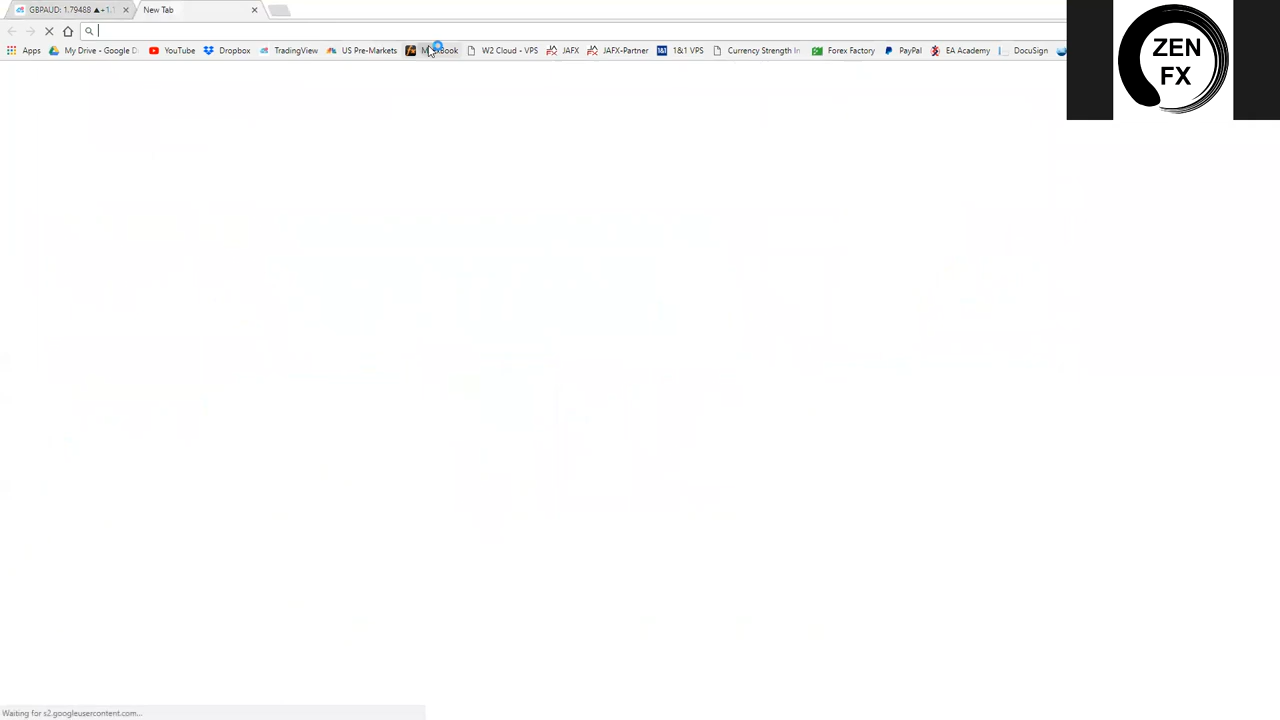 GBPAUD: 1.79488 ▲+1.1
New Tab
Apps My Drive - Google D YouTube Dropbox TradingView US Pre-Markets W2 Cloud - VPS JAFX JAFX-Partner 1&1 VPS Currency Strength In Forex Factory PayPal EA Academy DocuSign
ZEN
FX
Waiting for s2.googleusercontent.com...